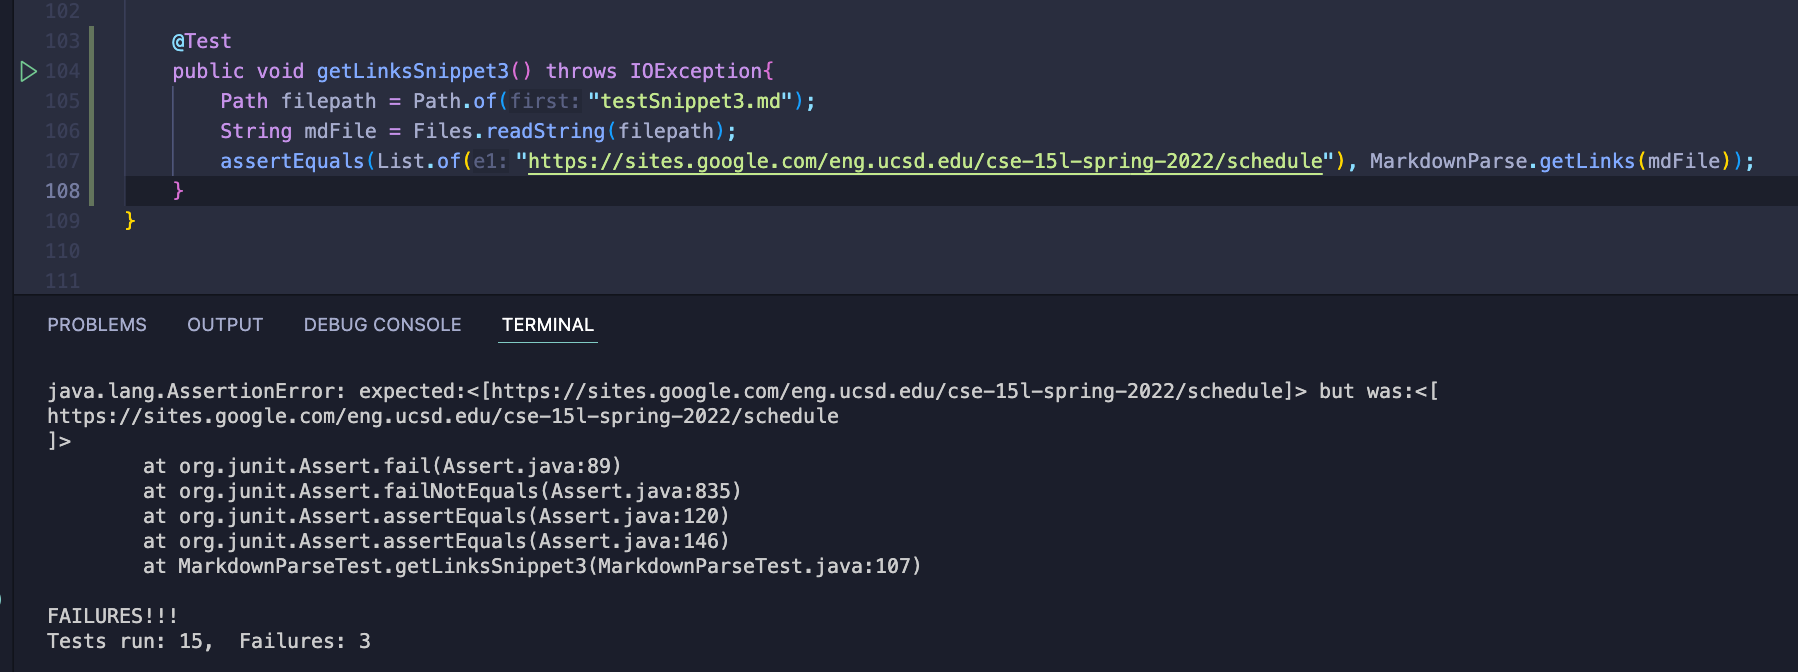 102
103 @Test
104 public void getLinksSnippet3() throws IOException{
105 Path filepath = Path.of(first: "testSnippet3.md");
106 String mdFile = Files.readString(filepath);
107 assertEquals(List.of(e1: "https://sites.google.com/eng.ucsd.edu/cse-15l-spring-2022/schedule"), MarkdownParse.getLinks(mdFile));
108 }
109 }
110
111
PROBLEMS OUTPUT DEBUG CONSOLE TERMINAL
java.lang.AssertionError: expected:<[https://sites.google.com/eng.ucsd.edu/cse-15l-spring-2022/schedule]> but was:<[
https://sites.google.com/eng.ucsd.edu/cse-15l-spring-2022/schedule
]>
at org.junit.Assert.fail(Assert.java:89)
at org.junit.Assert.failNotEquals(Assert.java:835)
at org.junit.Assert.assertEquals(Assert.java:120)
at org.junit.Assert.assertEquals(Assert.java:146)
at MarkdownParseTest.getLinksSnippet3(MarkdownParseTest.java:107)
FAILURES!!!
Tests run: 15,  Failures: 3